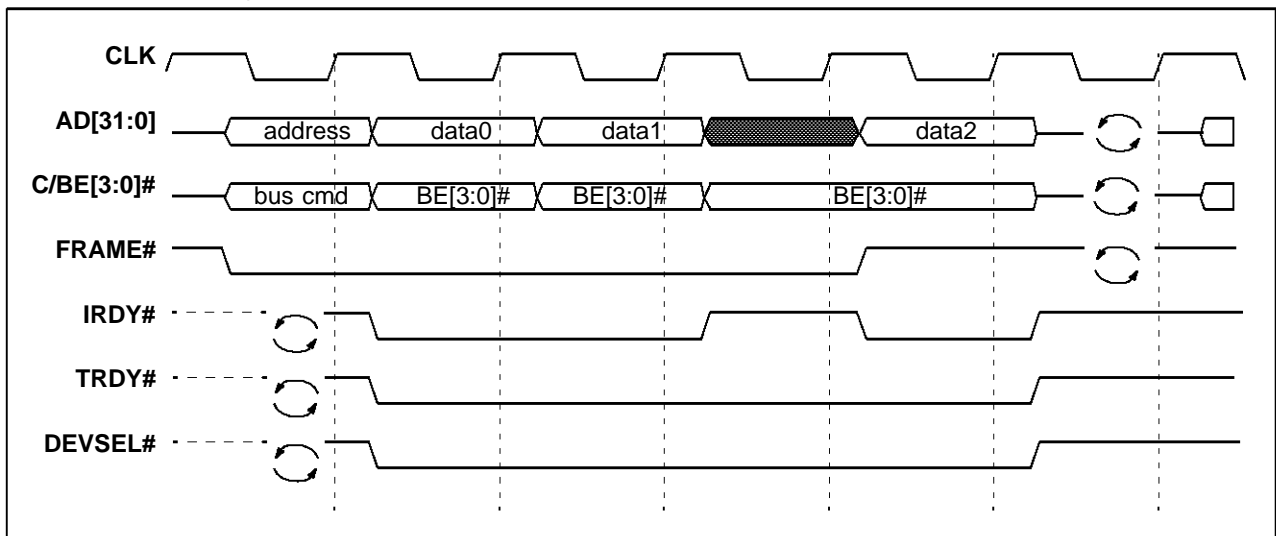 CLK
AD[31:0] address data0 data1 data2
C/BE[3:0]# bus cmd BE[3:0]# BE[3:0]# BE[3:0]#
FRAME#
IRDY#
TRDY#
DEVSEL#